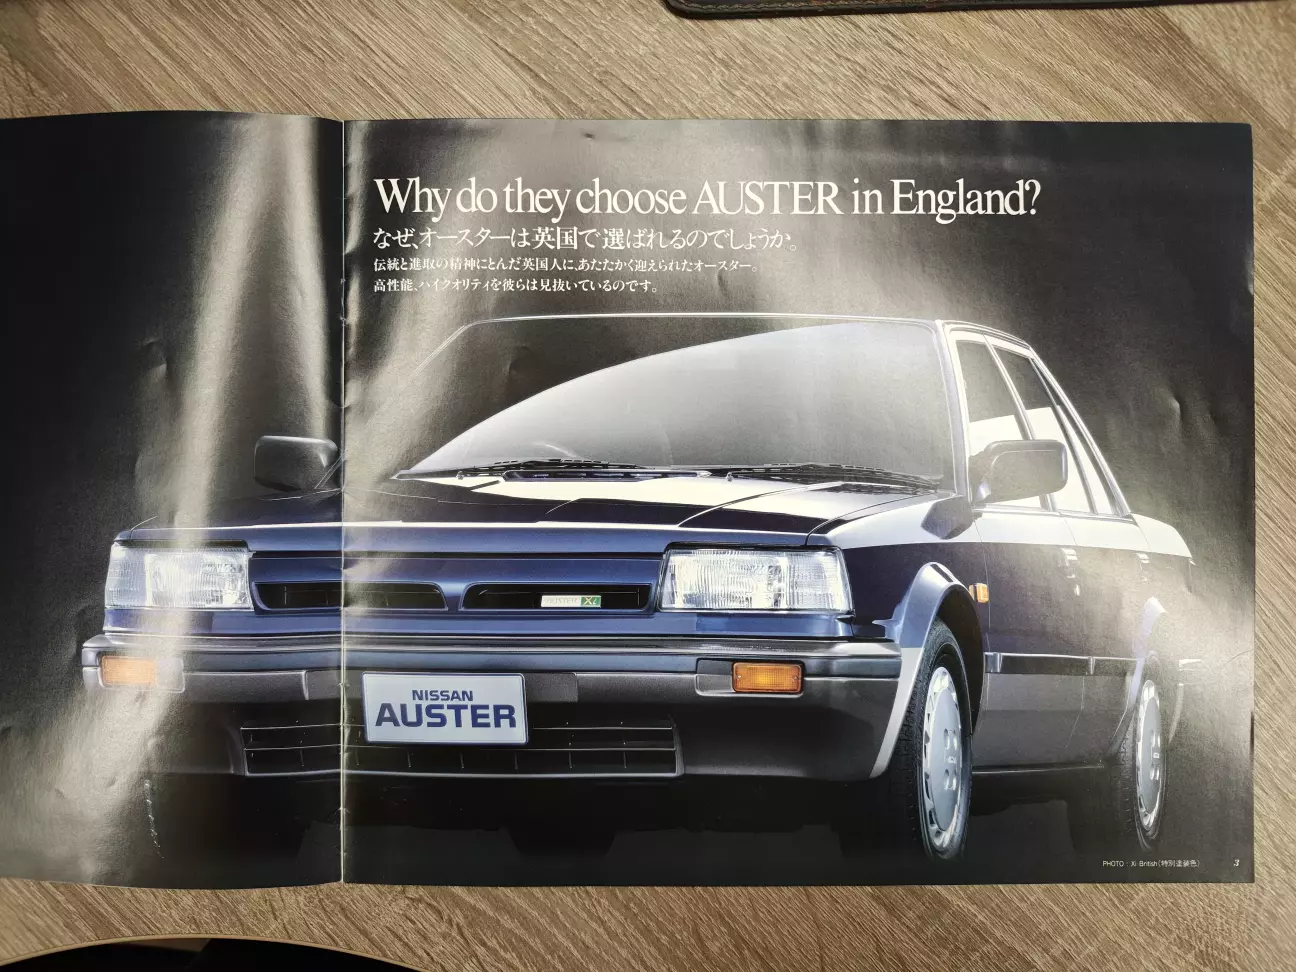 Why do they choose AUSTER in England?
なぜ、オースターは英国で選ばれるのでしょうか。
伝統と進取の精神にとんだ英国人に、あたたかく迎えられたオースター。
高性能、ハイクオリティを彼らは見抜いているのです。
AUSTER Xi
NISSAN
AUSTER
PHOTO : Xi British(特別塗装色)
3